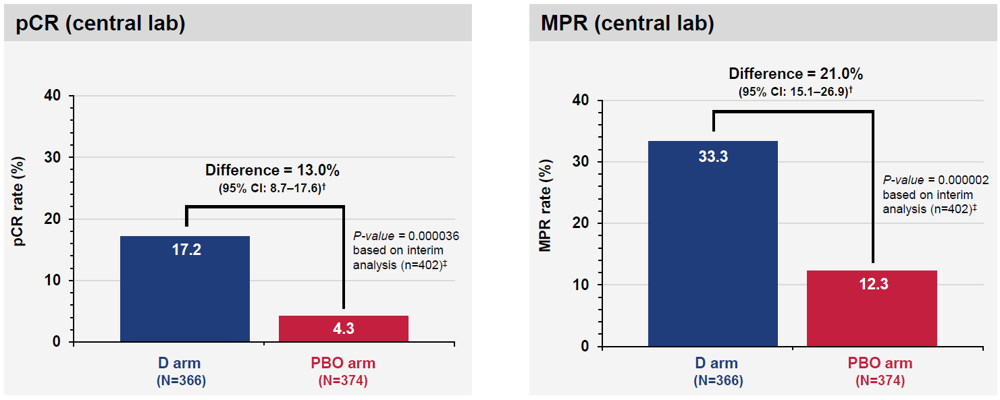 pCR (central lab)
40
30
20
10
0
pCR rate (%)
Difference = 13.0%
(95% CI: 8.7–17.6)†
P-value = 0.000036
based on interim
analysis (n=402)‡
17.2
4.3
D arm
(N=366)
PBO arm
(N=374)
MPR (central lab)
40
30
20
10
0
MPR rate (%)
Difference = 21.0%
(95% CI: 15.1–26.9)†
P-value = 0.000002
based on interim
analysis (n=402)‡
33.3
12.3
D arm
(N=366)
PBO arm
(N=374)